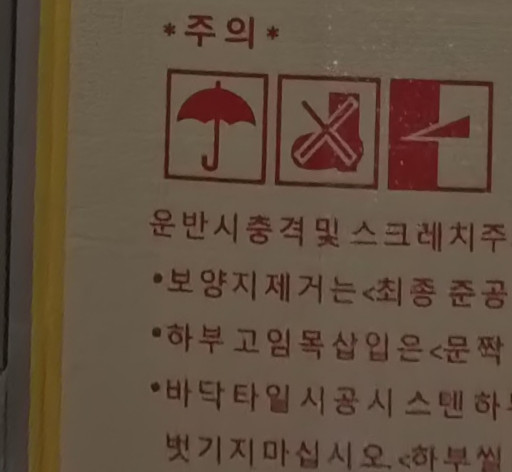 *주의*
운반시충격및 스크레치주
•보양지제거는<최종 준공
•하부 고임목삽입은<문짝
•바닥타일시공시 스텐하부
벗기지마십시오.<하부씰